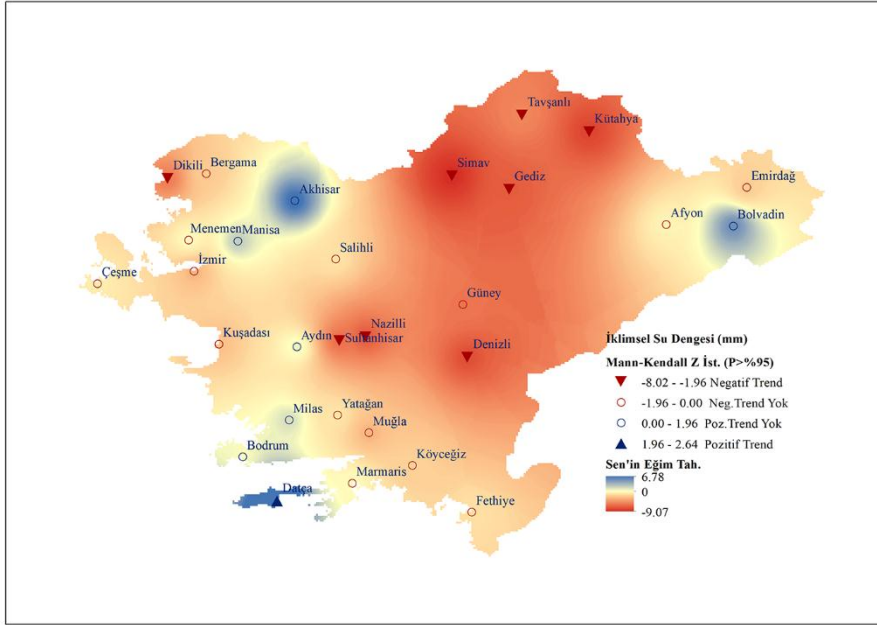 Tavşanlı
Kütahya
Dikili
Bergama
Simav
Gediz
Emirdağ
Akhisar
Afyon
Bolvadin
Menemen
Manisa
Salihli
İzmir
Çeşme
Güney
Kuşadası
Aydın
Nazilli
Sultanhisar
Denizli
İklimsel Su Dengesi (mm)
Mann-Kendall Z İst. (P>%95)
-8.02 - -1.96 Negatif Trend
-1.96 - 0.00 Neg.Trend Yok
0.00 - 1.96 Poz.Trend Yok
1.96 - 2.64 Pozitif Trend
Sen'in Eğim Tah.
6.78
0
-9.07
Milas
Yatağan
Muğla
Bodrum
Köyceğiz
Marmaris
Datça
Fethiye